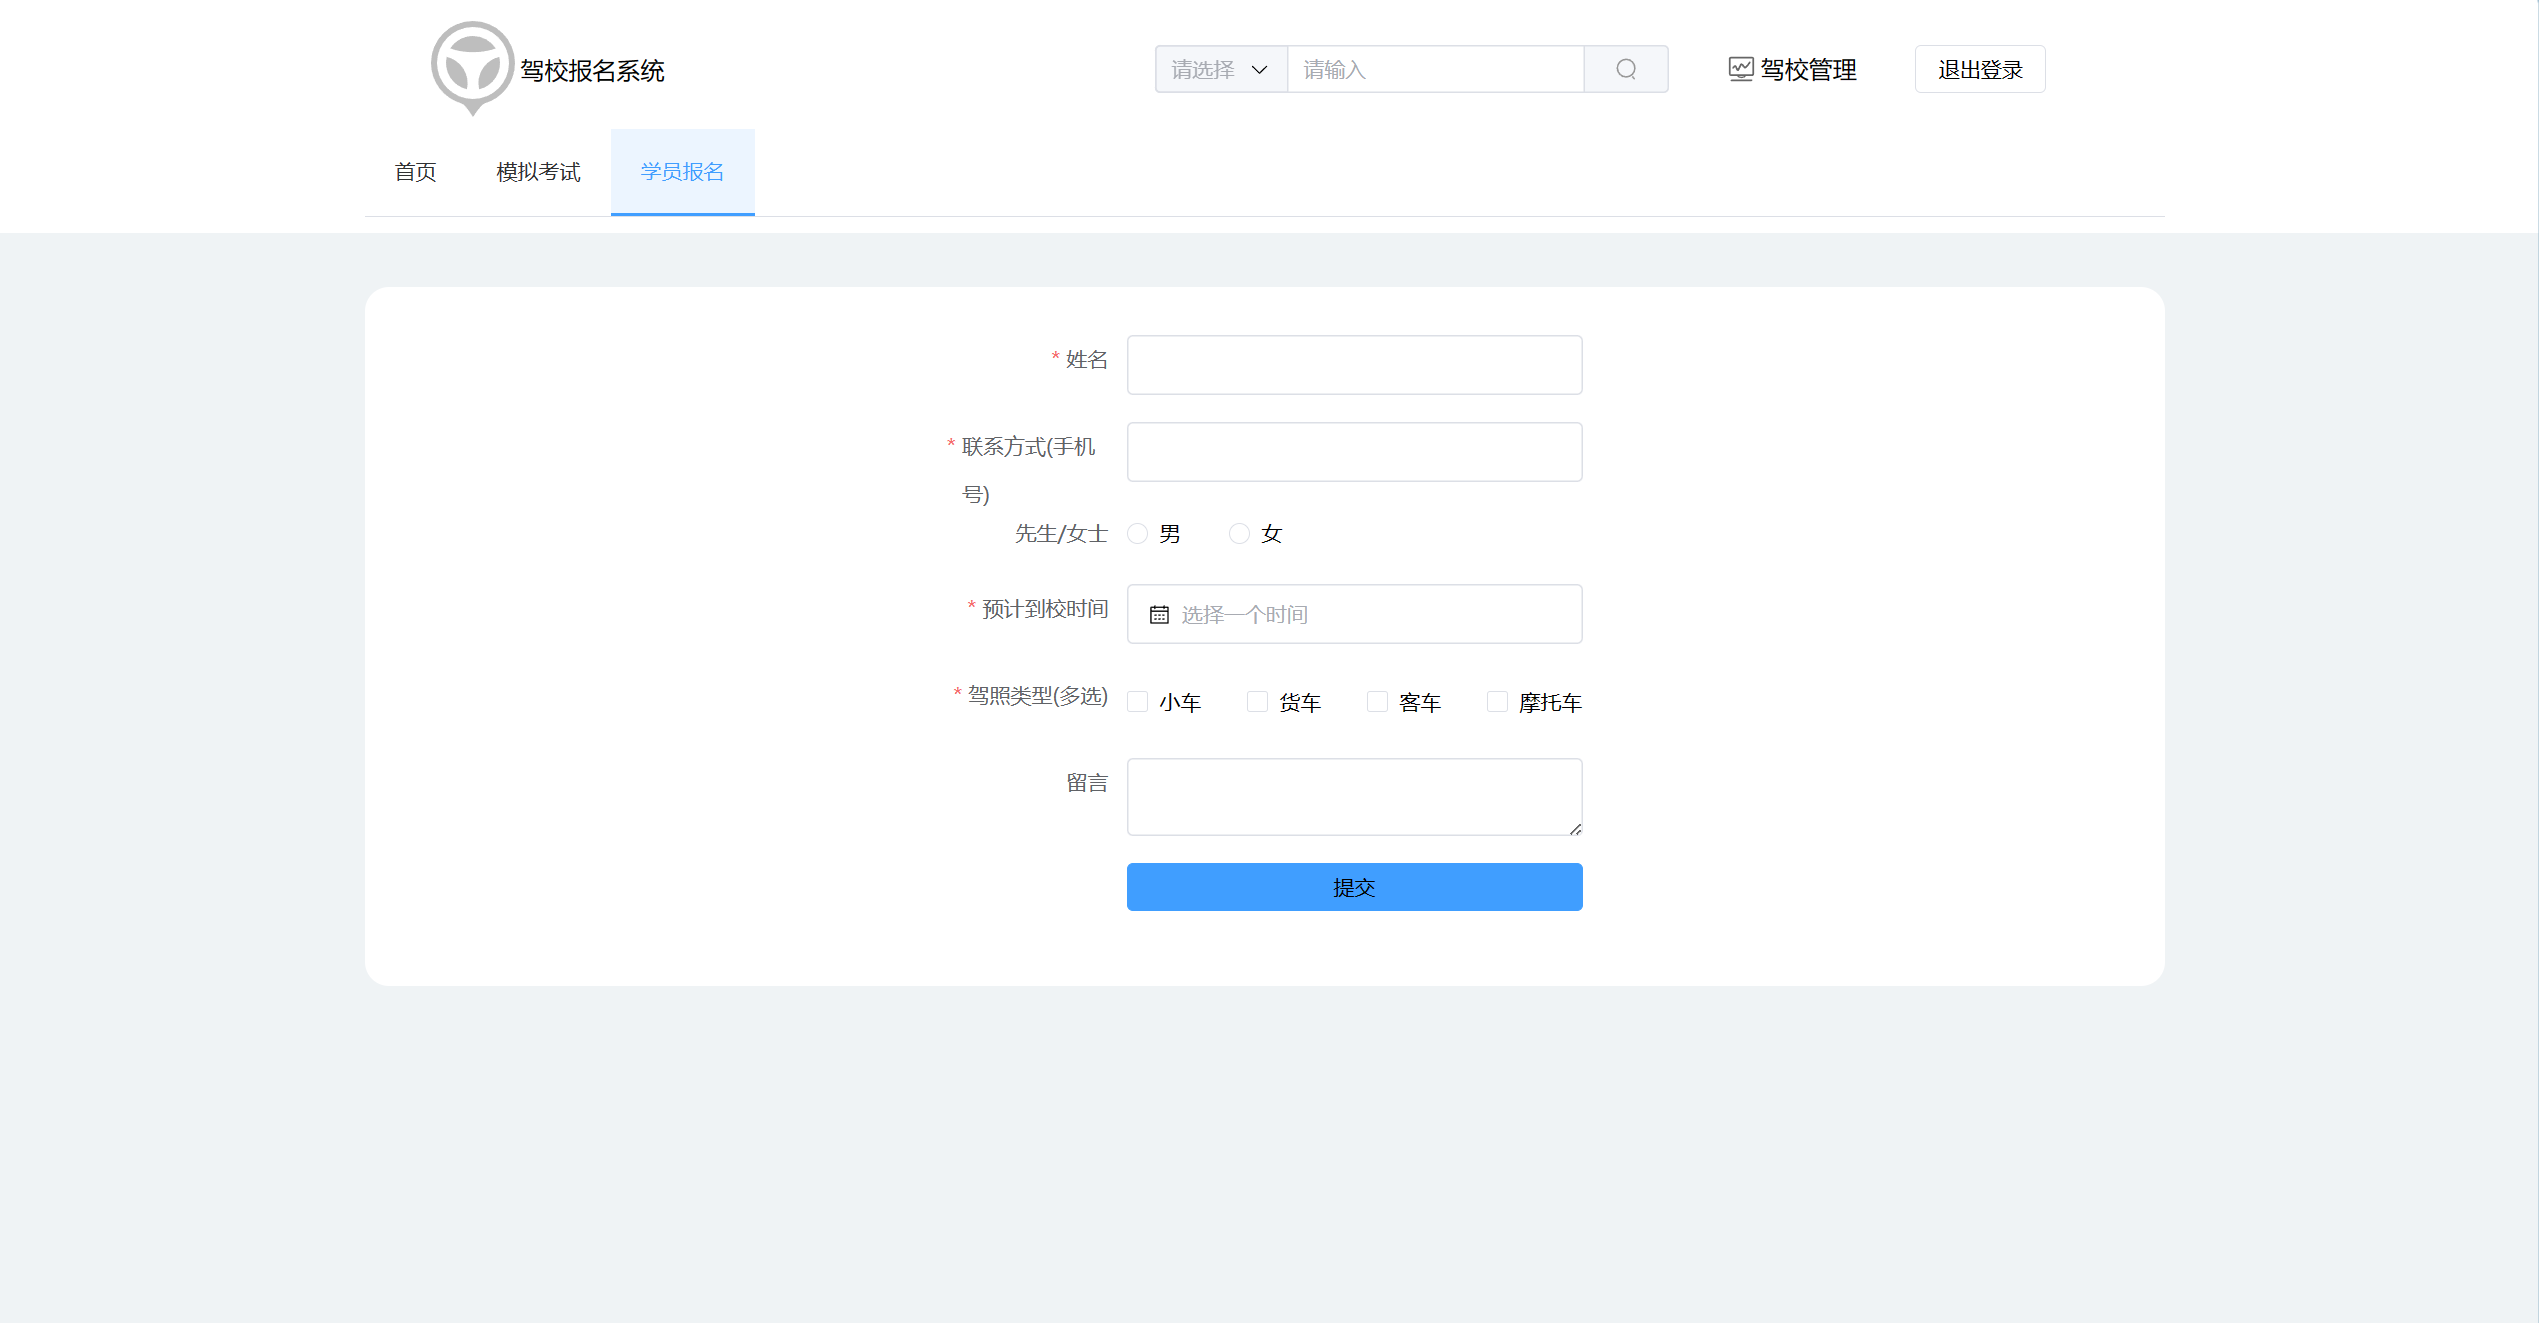 驾校报名系统
请选择
请输入
驾校管理
退出登录
首页
模拟考试
学员报名
* 姓名
* 联系方式(手机
号)
先生/女士
男
女
* 预计到校时间
选择一个时间
* 驾照类型(多选)
小车
货车
客车
摩托车
留言
提交